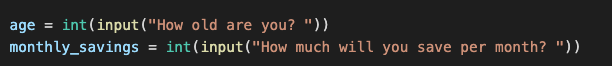 age = int(input("How old are you? "))
monthly_savings = int(input("How much will you save per month? "))